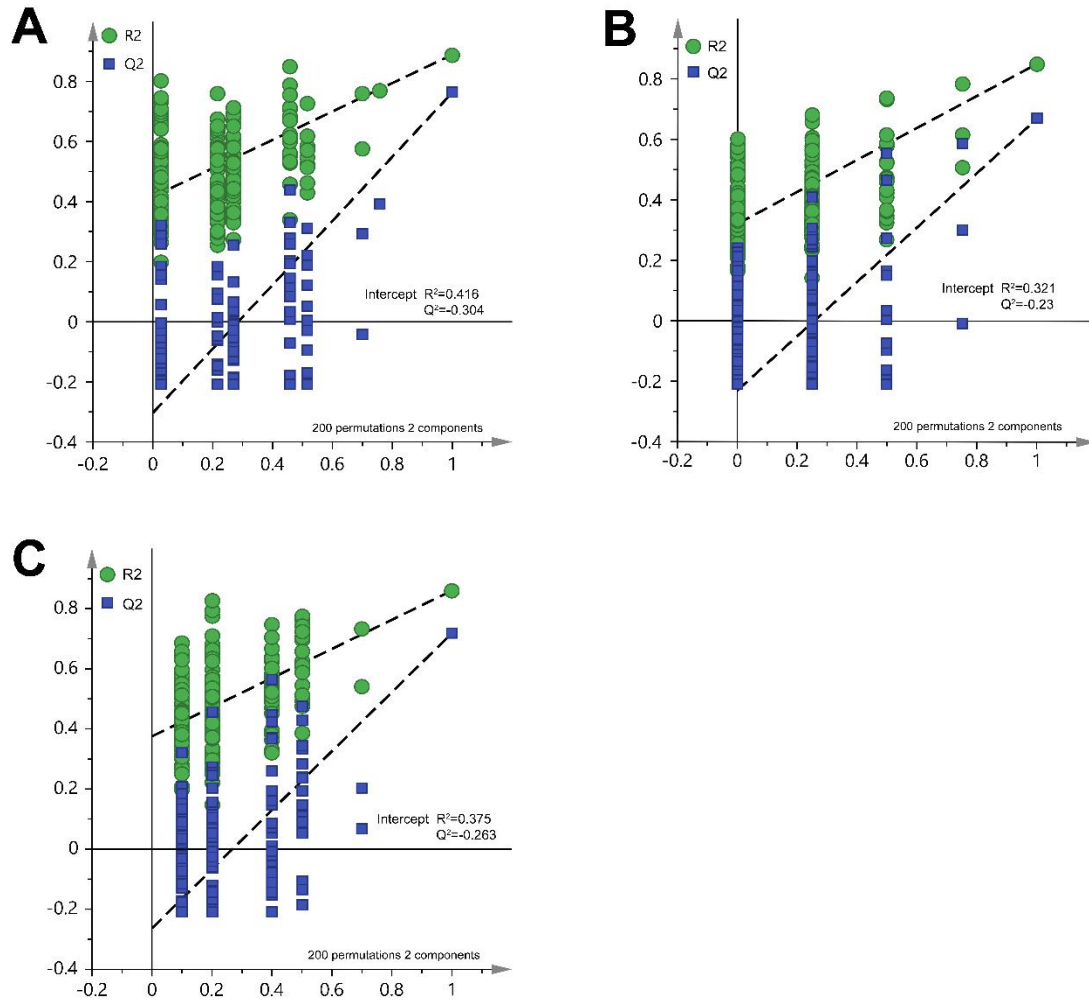 A
R2
Q2
0.8
0.6
0.4
0.2
0
-0.2
-0.4
Intercept R²=0.416
Q²=-0.304
200 permutations 2 components
-0.2 0 0.2 0.4 0.6 0.8 1
B
R2
Q2
0.8
0.6
0.4
0.2
0
-0.2
-0.4
Intercept R²=0.321
Q²=-0.23
200 permutations 2 components
-0.2 0 0.2 0.4 0.6 0.8 1
C
R2
Q2
0.8
0.6
0.4
0.2
0
-0.2
-0.4
Intercept R²=0.375
Q²=-0.263
200 permutations 2 components
-0.2 0 0.2 0.4 0.6 0.8 1